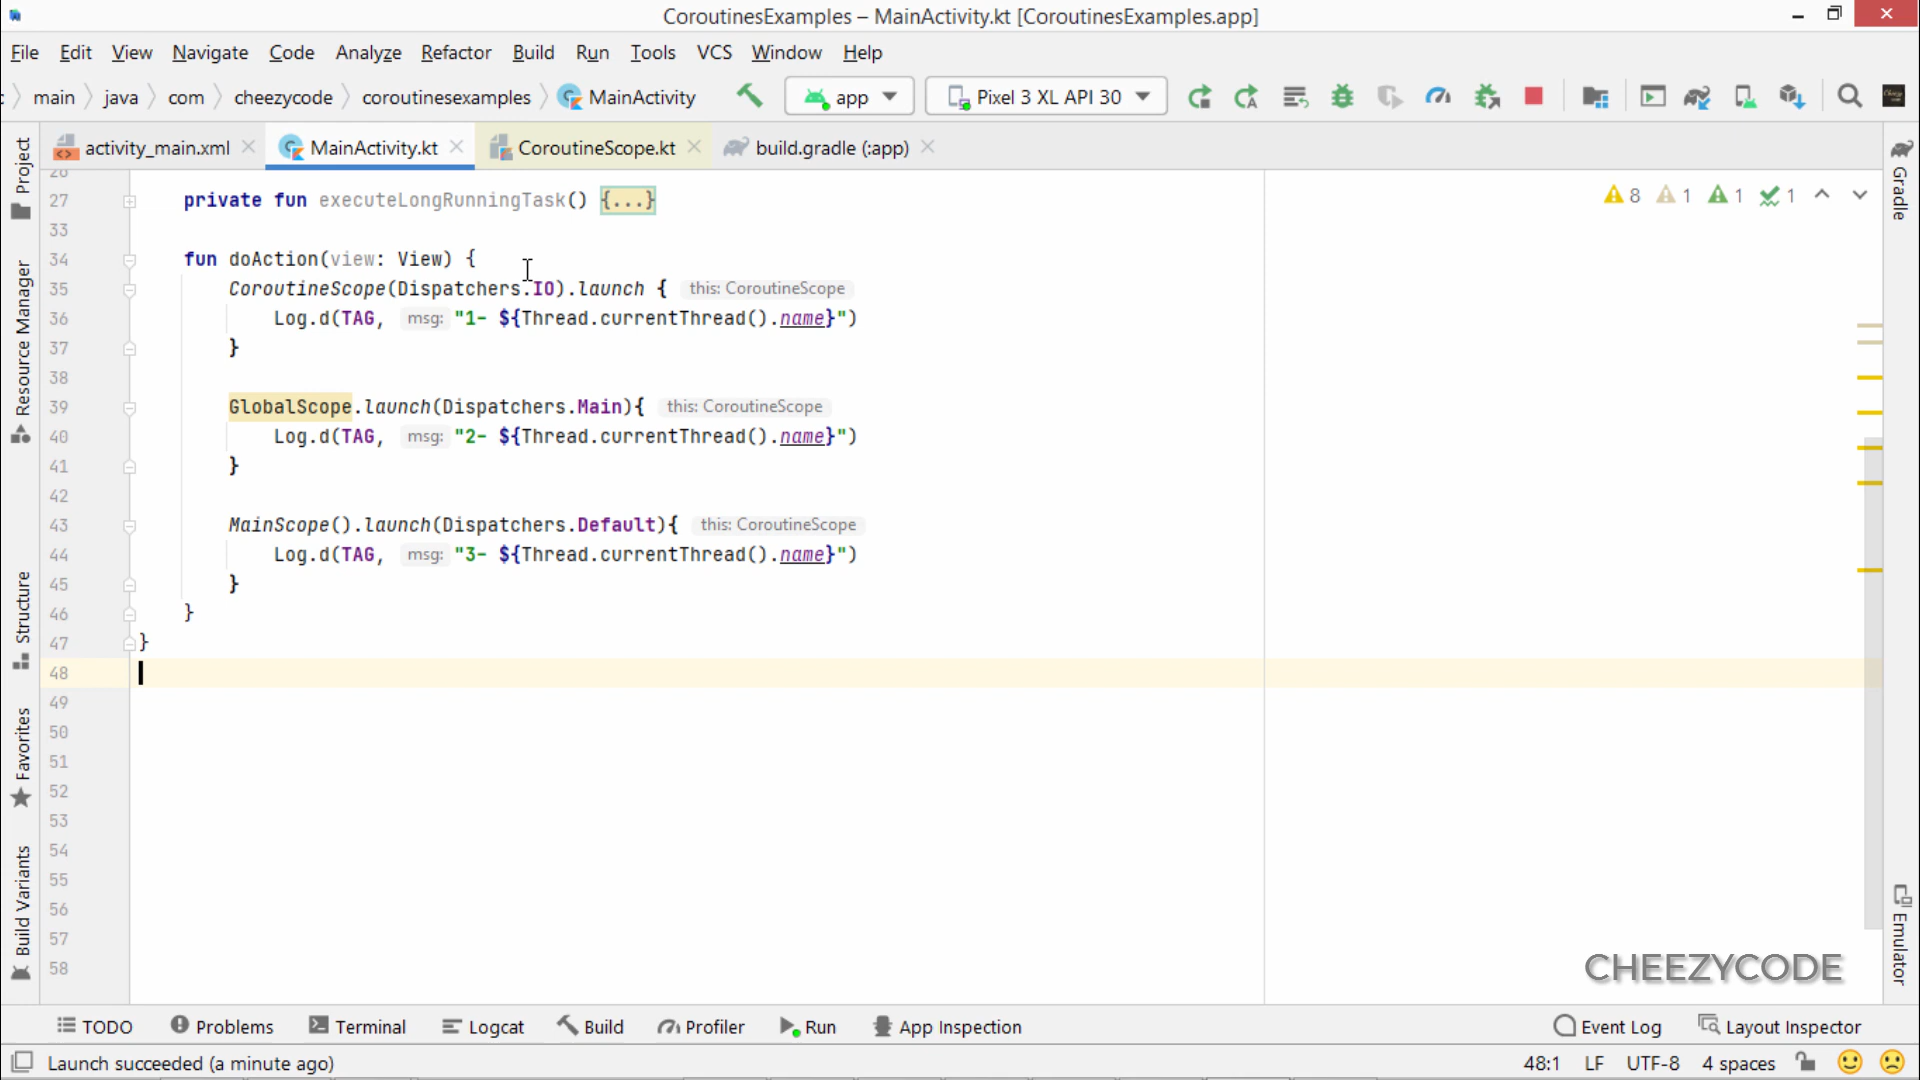 CoroutinesExamples – MainActivity.kt [CoroutinesExamples.app]
File Edit View Navigate Code Analyze Refactor Build Run Tools VCS Window Help
main java com cheezycode coroutinesexamples MainActivity app Pixel 3 XL API 30
activity_main.xml MainActivity.kt CoroutineScope.kt build.gradle (:app)
Project
Resource Manager
Structure
Favorites
Build Variants
Gradle
Emulator
8 1 1 1
26
27 private fun executeLongRunningTask() {...}
33
34 fun doAction(view: View) {
35 CoroutineScope(Dispatchers.IO).launch { this: CoroutineScope
36 Log.d(TAG, msg: "1- ${Thread.currentThread().name}")
37 }
38
39 GlobalScope.launch(Dispatchers.Main){ this: CoroutineScope
40 Log.d(TAG, msg: "2- ${Thread.currentThread().name}")
41 }
42
43 MainScope().launch(Dispatchers.Default){ this: CoroutineScope
44 Log.d(TAG, msg: "3- ${Thread.currentThread().name}")
45 }
46 }
47 }
48
49
50
51
52
53
54
55
56
57
58
CHEEZYCODE
TODO Problems Terminal Logcat Build Profiler Run App Inspection Event Log Layout Inspector
Launch succeeded (a minute ago) 48:1 LF UTF-8 4 spaces